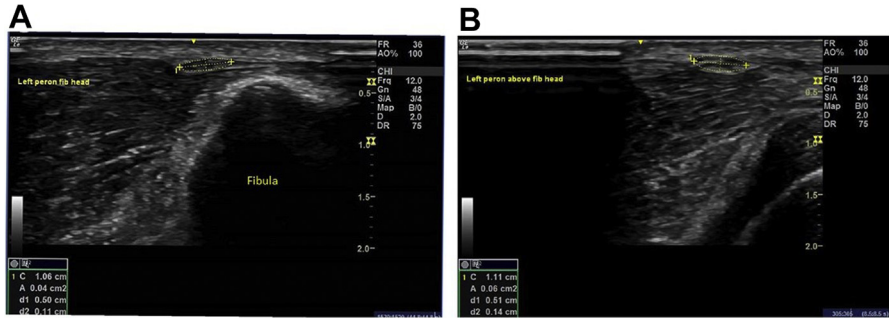 A
FR 36
AO% 100
CHI
Frq 12.0
Gn 48
S/A 3/4
Map B/0
D 2.0
DR 75
Left peron fib head
1
0.5
1.0
1.5
2.0
Fibula
1 C 1.06 cm
A 0.04 cm2
d1 0.50 cm
d2 0.11 cm
B
FR 36
AO% 100
CHI
Frq 12.0
Gn 48
S/A 3/4
Map B/0
D 2.0
DR 75
Left peron above fib head
1
0.5
1.0
1.5
2.0
1 C 1.11 cm
A 0.06 cm2
d1 0.51 cm
d2 0.14 cm